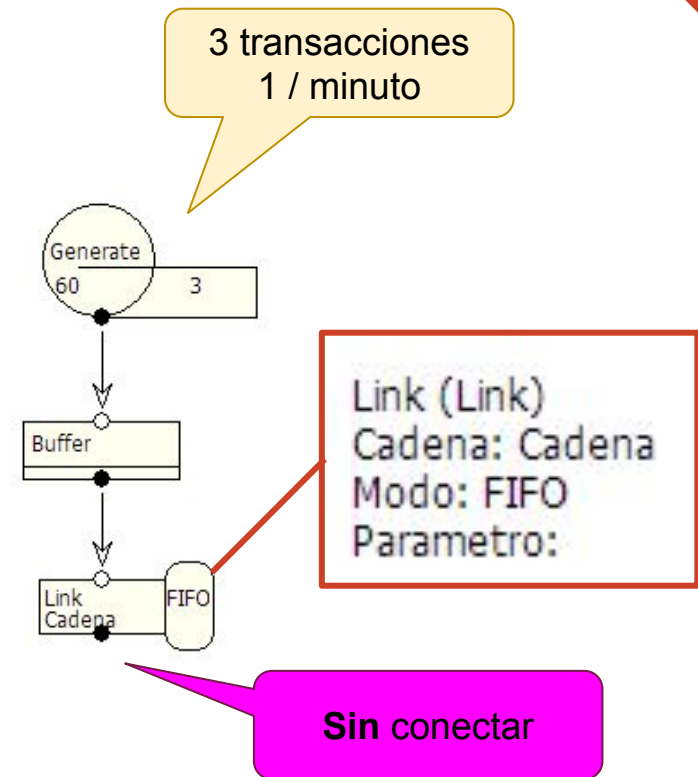 3 transacciones
1 / minuto
Generate
60 3
Buffer
Link (Link)
Cadena: Cadena
Modo: FIFO
Parametro:
Link
Cadena
FIFO
Sin conectar